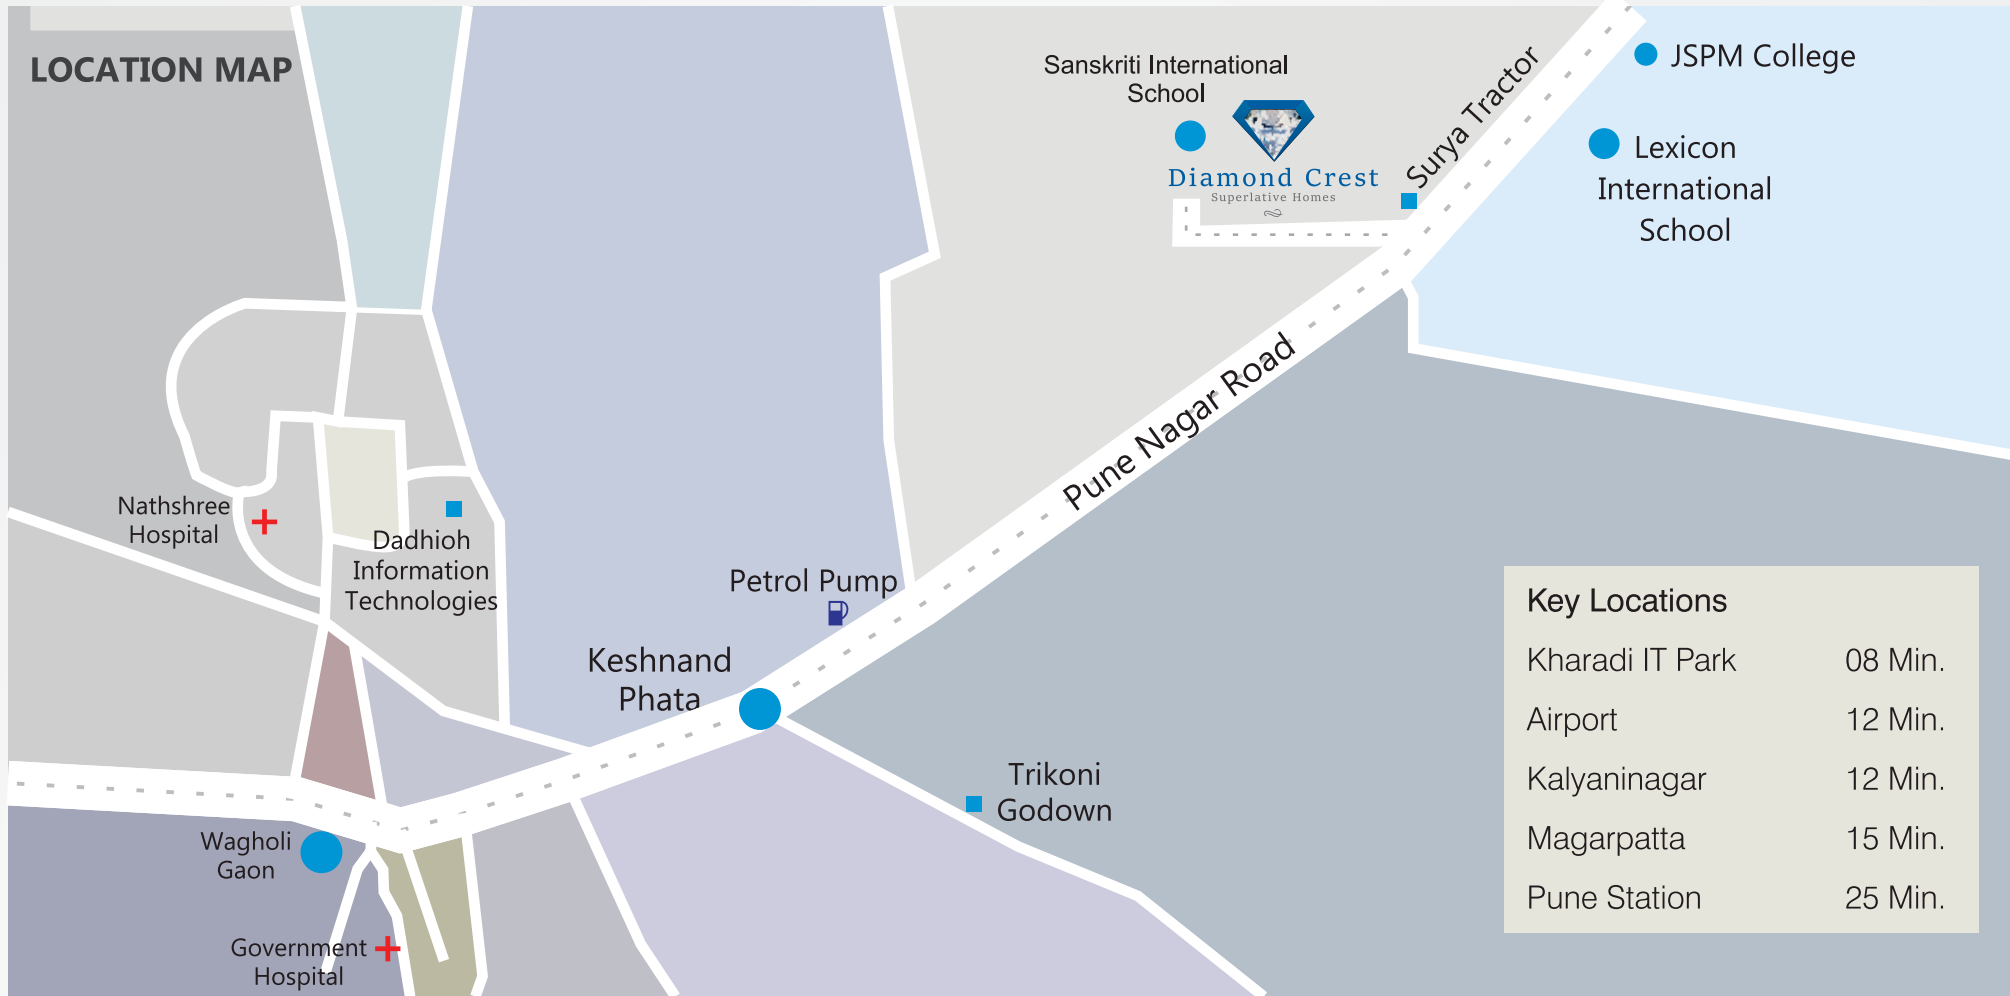 LOCATION MAP
Sanskriti International
School
Diamond Crest
Superlative Homes
Surya Tractor
JSPM College
Lexicon
International
School
Pune Nagar Road
Nathshree
Hospital
Dadhioh
Information
Technologies
Petrol Pump
Keshnand
Phata
Trikoni
Godown
Wagholi
Gaon
Government
Hospital
Key Locations
Kharadi IT Park 08 Min.
Airport 12 Min.
Kalyaninagar 12 Min.
Magarpatta 15 Min.
Pune Station 25 Min.